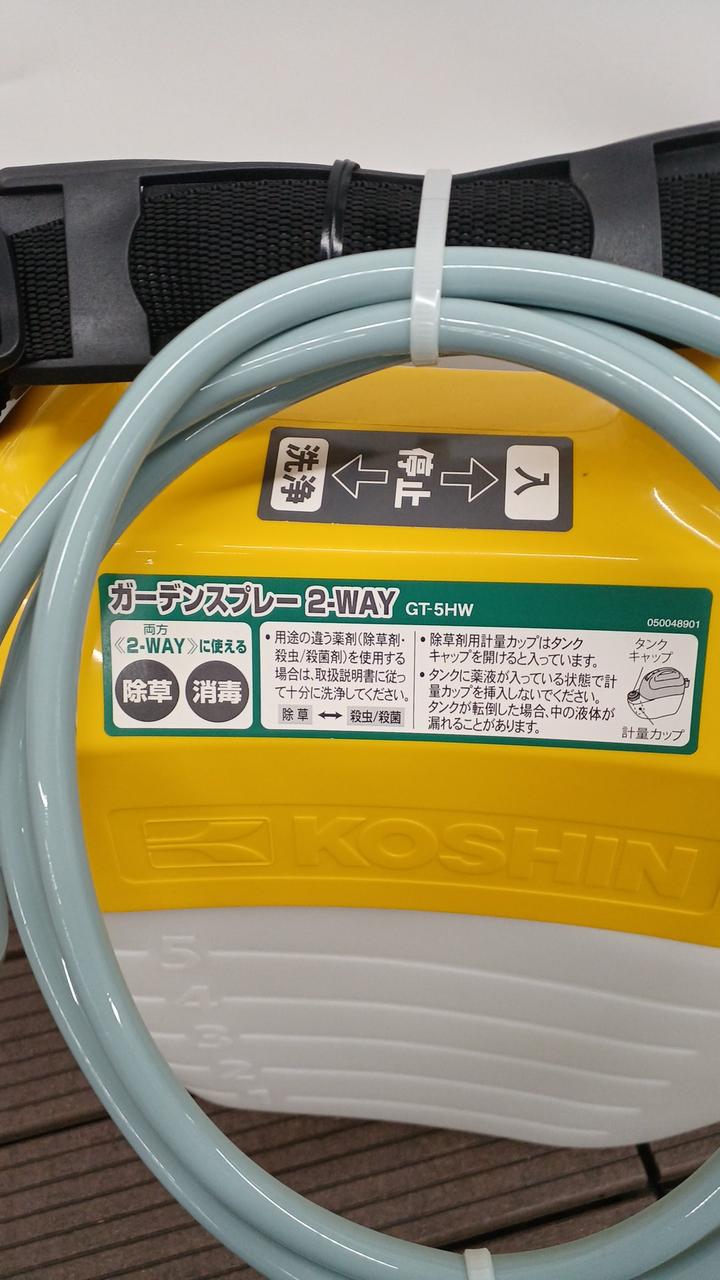 洗浄
停止
入
ガーデンスプレー 2-WAY GT-5HW
050048901
両方
《2-WAY》に使える
除草
消毒
•用途の違う薬剤(除草剤・
殺虫/殺菌剤)を使用する
場合は、取扱説明書に従っ
て十分に洗浄してください。
除草 ↔ 殺虫/殺菌
•除草剤用計量カップはタンク
キャップを開けると入っています。
•タンクに薬液が入っている状態で計
量カップを挿入しないでください。
タンクが転倒した場合、中の液体が
漏れることがあります。
タンク
キャップ
計量カップ
KOSHIN
5
4
3
2
1